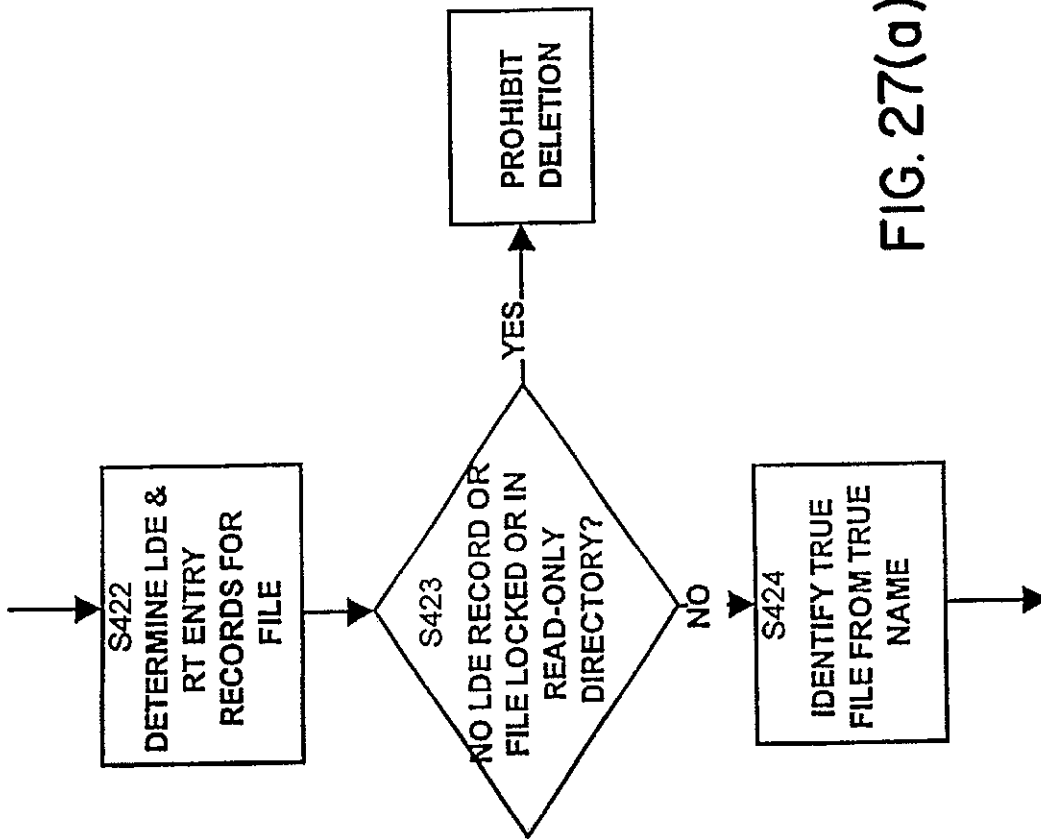 S422
DETERMINE LDE &
RT ENTRY
RECORDS FOR
FILE
S423
NO LDE RECORD OR
FILE LOCKED OR IN
READ-ONLY
DIRECTORY?
YES
PROHIBIT
DELETION
NO
S424
IDENTIFY TRUE
FILE FROM TRUE
NAME
FIG. 27(a)